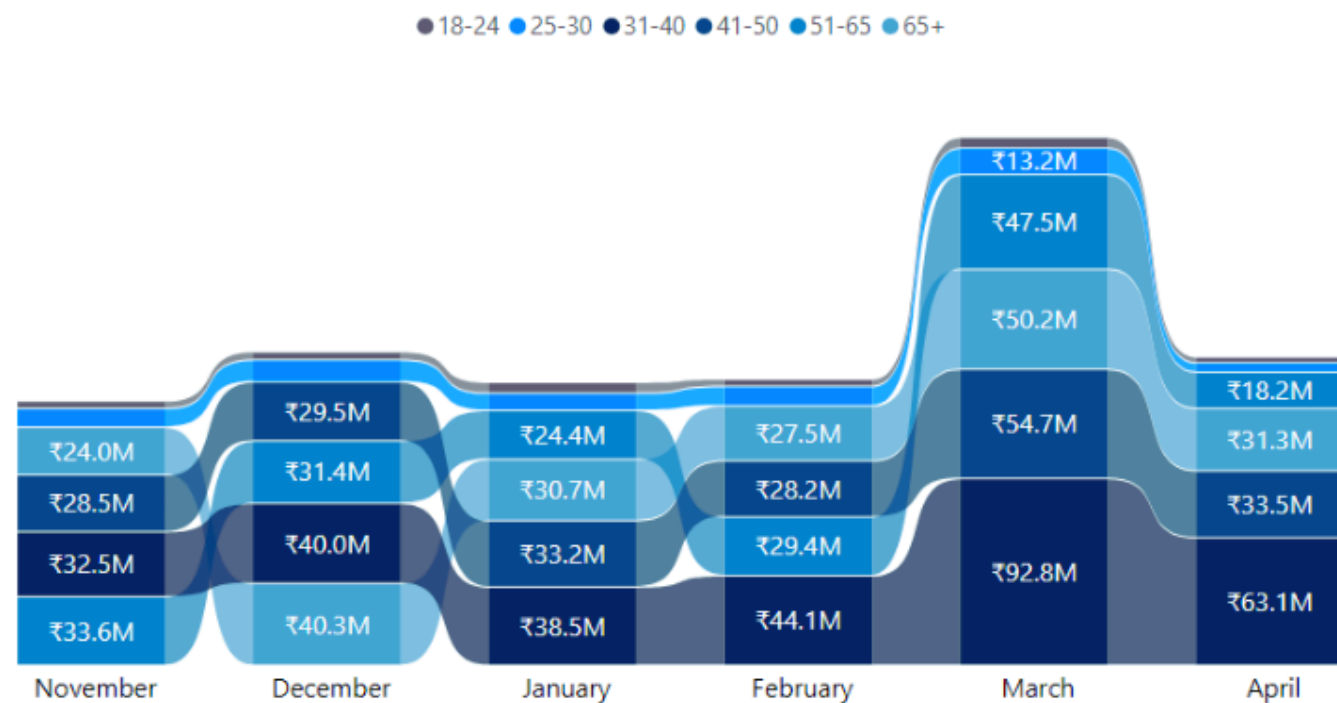 18-24 25-30 31-40 41-50 51-65 65+
₹24.0M
₹28.5M
₹32.5M
₹33.6M
₹29.5M
₹31.4M
₹40.0M
₹40.3M
₹24.4M
₹30.7M
₹33.2M
₹38.5M
₹27.5M
₹28.2M
₹29.4M
₹44.1M
₹13.2M
₹47.5M
₹50.2M
₹54.7M
₹92.8M
₹18.2M
₹31.3M
₹33.5M
₹63.1M
November December January February March April